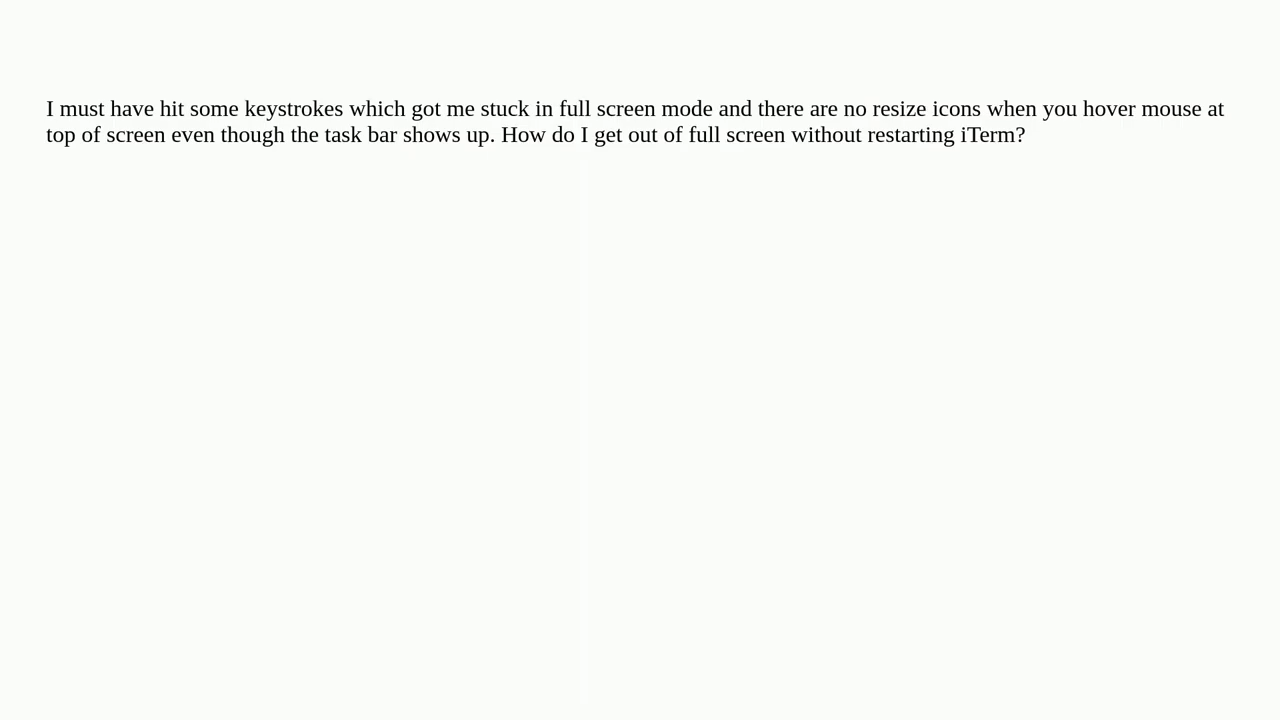 I must have hit some keystrokes which got me stuck in full screen mode and there are no resize icons when you hover mouse at
top of screen even though the task bar shows up. How do I get out of full screen without restarting iTerm?